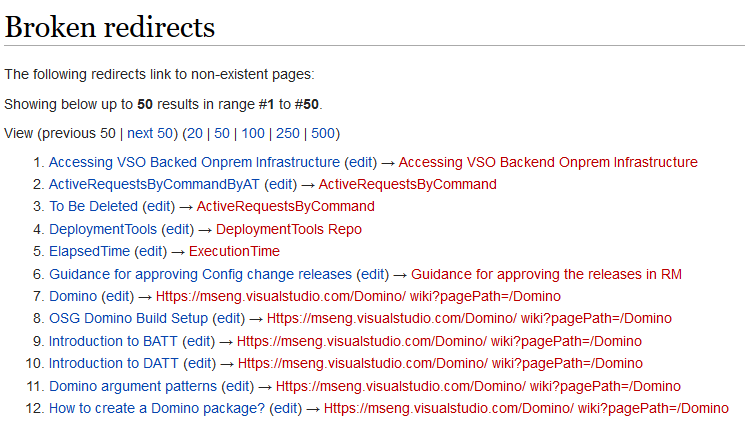 Broken redirects
The following redirects link to non-existent pages:
Showing below up to 50 results in range #1 to #50.
View (previous 50 | next 50) (20 | 50 | 100 | 250 | 500)
1. Accessing VSO Backed Onprem Infrastructure (edit) → Accessing VSO Backend Onprem Infrastructure
2. ActiveRequestsByCommandByAT (edit) → ActiveRequestsByCommand
3. To Be Deleted (edit) → ActiveRequestsByCommand
4. DeploymentTools (edit) → DeploymentTools Repo
5. ElapsedTime (edit) → ExecutionTime
6. Guidance for approving Config change releases (edit) → Guidance for approving the releases in RM
7. Domino (edit) → Https://mseng.visualstudio.com/Domino/ wiki?pagePath=/Domino
8. OSG Domino Build Setup (edit) → Https://mseng.visualstudio.com/Domino/ wiki?pagePath=/Domino
9. Introduction to BATT (edit) → Https://mseng.visualstudio.com/Domino/ wiki?pagePath=/Domino
10. Introduction to DATT (edit) → Https://mseng.visualstudio.com/Domino/ wiki?pagePath=/Domino
11. Domino argument patterns (edit) → Https://mseng.visualstudio.com/Domino/ wiki?pagePath=/Domino
12. How to create a Domino package? (edit) → Https://mseng.visualstudio.com/Domino/ wiki?pagePath=/Domino